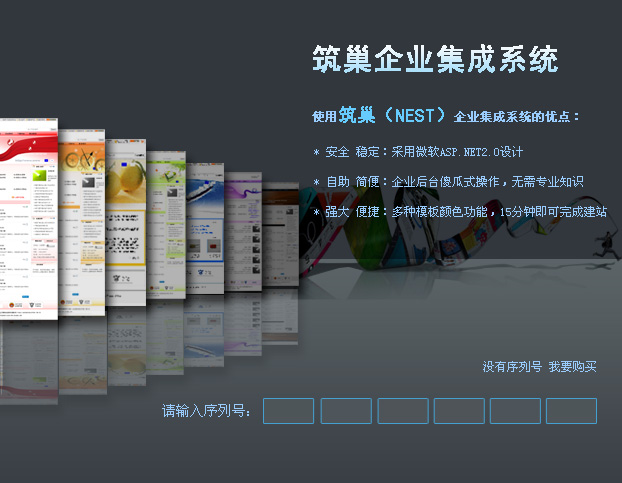 筑巢企业集成系统
使用筑巢（NEST）企业集成系统的优点：
* 安全 稳定：采用微软ASP.NET2.0设计
* 自助 简便：企业后台傻瓜式操作，无需专业知识
* 强大 便捷：多种模板颜色功能，15分钟即可完成建站
没有序列号 我要购买
请输入序列号：